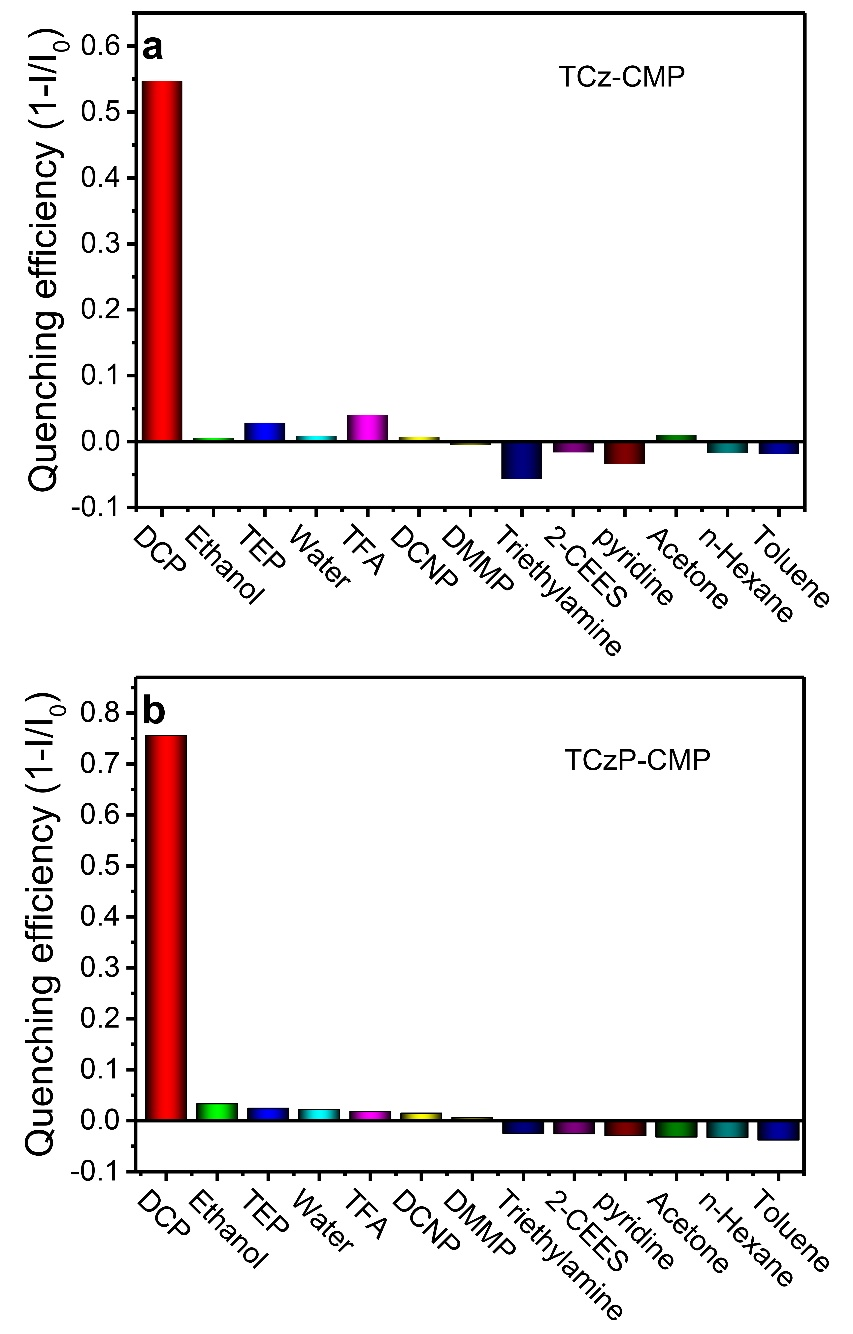 a
TCz-CMP
Quenching efficiency (1-I/I0)
0.6
0.5
0.4
0.3
0.2
0.1
0.0
-0.1
DCP
Ethanol
TEP
Water
TFA
DCNP
DMMP
Triethylamine
2-CEES
pyridine
Acetone
n-Hexane
Toluene
b
TCzP-CMP
Quenching efficiency (1-I/I0)
0.8
0.7
0.6
0.5
0.4
0.3
0.2
0.1
0.0
-0.1
DCP
Ethanol
TEP
Water
TFA
DCNP
DMMP
Triethylamine
2-CEES
pyridine
Acetone
n-Hexane
Toluene